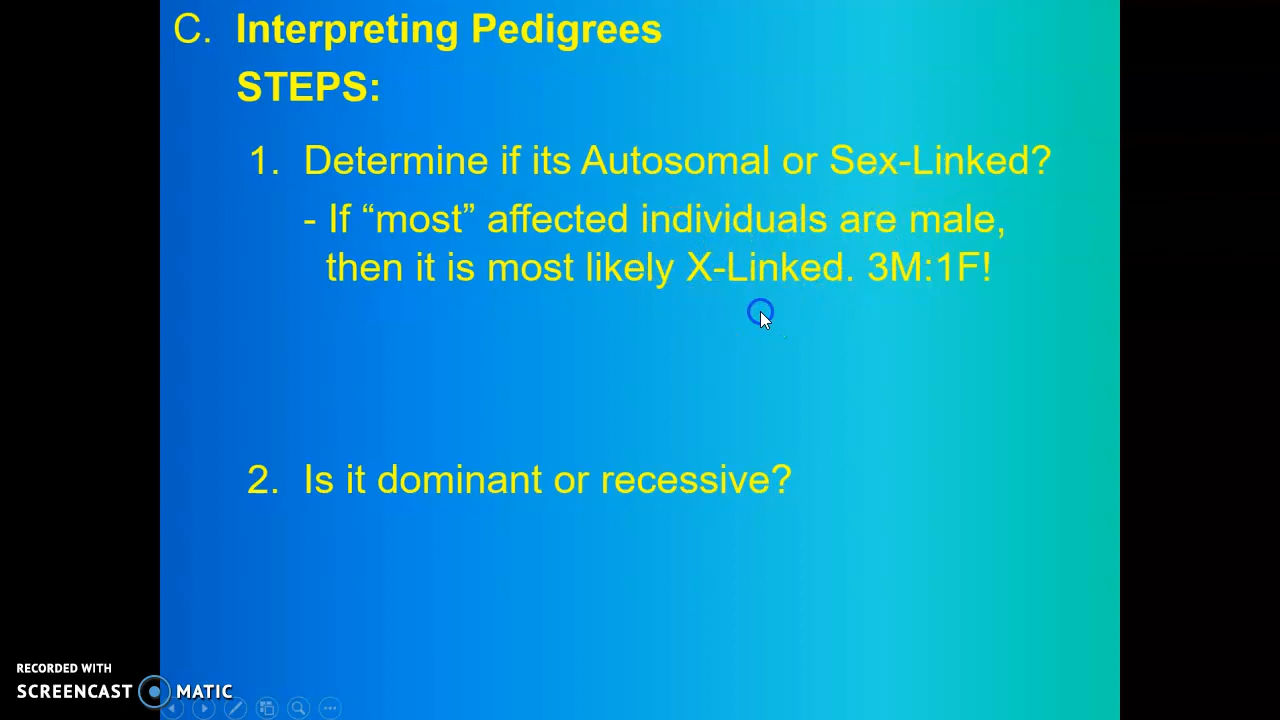 C. Interpreting Pedigrees
STEPS:
1. Determine if its Autosomal or Sex-Linked?
- If “most” affected individuals are male,
then it is most likely X-Linked. 3M:1F!
2. Is it dominant or recessive?
RECORDED WITH
SCREENCAST MATIC